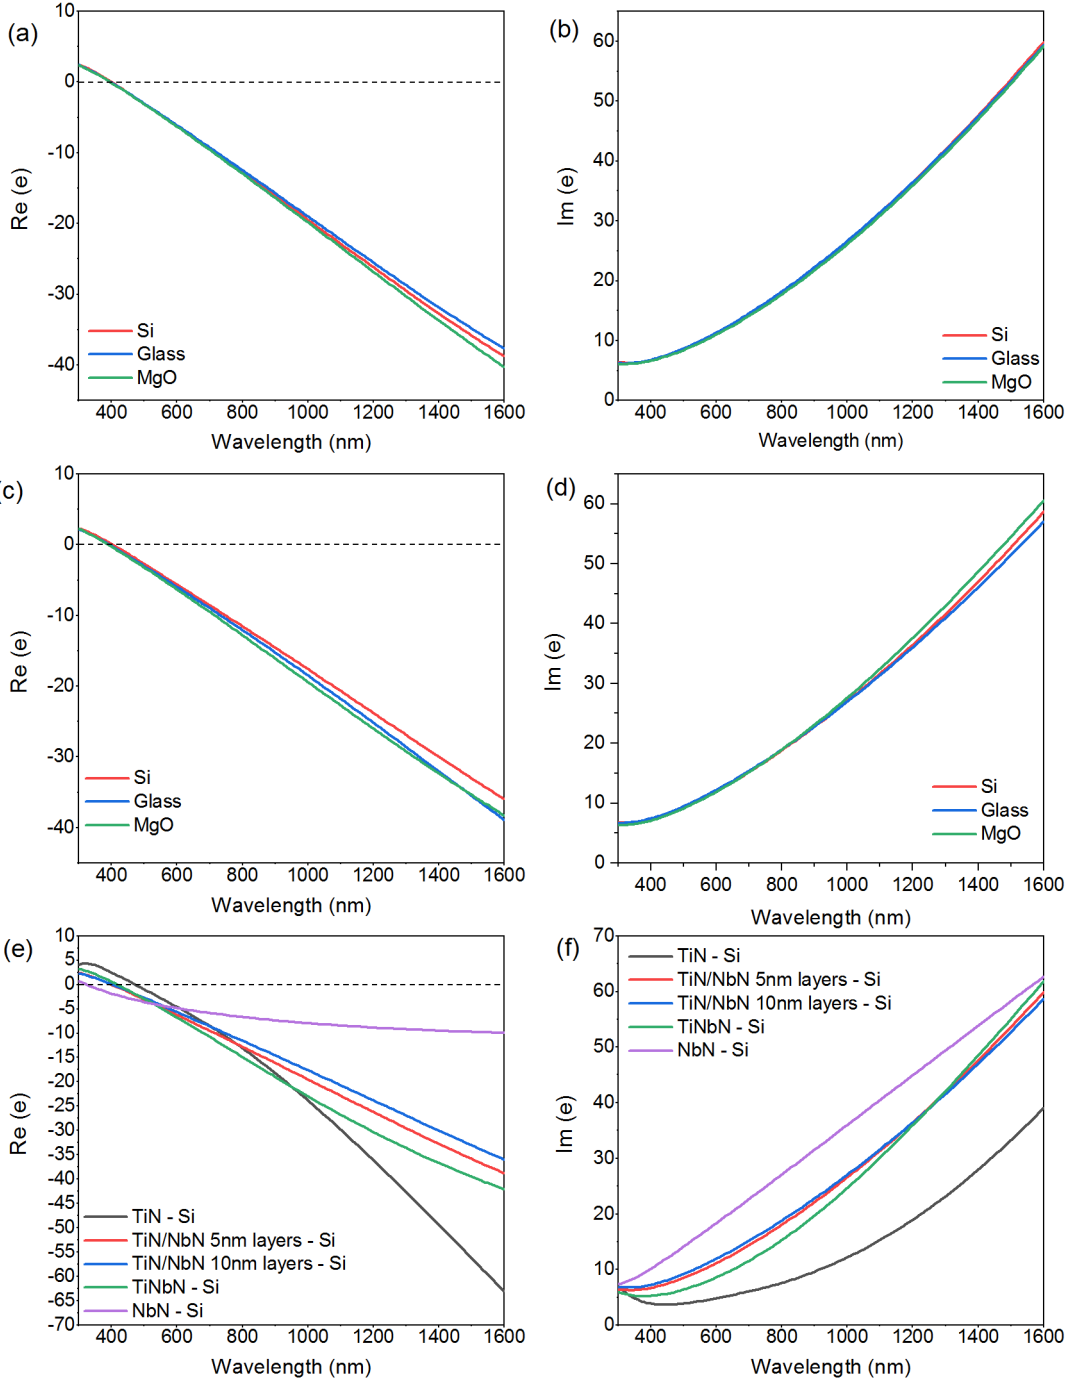 (a)
10
0
-10
-20
-30
-40
Re (e)
Si
Glass
MgO
400 600 800 1000 1200 1400 1600
Wavelength (nm)
(b)
60
50
40
30
20
10
0
Im (e)
Si
Glass
MgO
400 600 800 1000 1200 1400 1600
Wavelength (nm)
(c)
10
0
-10
-20
-30
-40
Re (e)
Si
Glass
MgO
400 600 800 1000 1200 1400 1600
Wavelength (nm)
(d)
60
50
40
30
20
10
0
Im (e)
Si
Glass
MgO
400 600 800 1000 1200 1400 1600
Wavelength (nm)
(e)
10
5
0
-5
-10
-15
-20
-25
-30
-35
-40
-45
-50
-55
-60
-65
-70
Re (e)
TiN - Si
TiN/NbN 5nm layers - Si
TiN/NbN 10nm layers - Si
TiNbN - Si
NbN - Si
400 600 800 1000 1200 1400 1600
Wavelength (nm)
(f)
70
60
50
40
30
20
10
0
Im (e)
TiN - Si
TiN/NbN 5nm layers - Si
TiN/NbN 10nm layers - Si
TiNbN - Si
NbN - Si
400 600 800 1000 1200 1400 1600
Wavelength (nm)